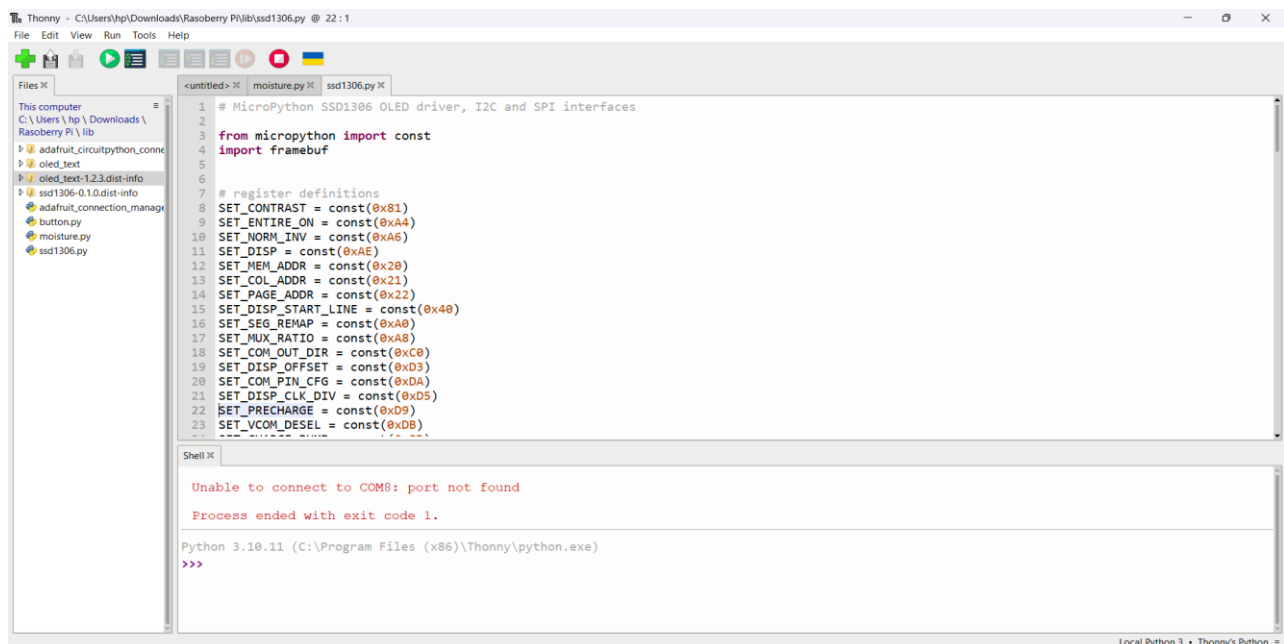 Thonny - C:\Users\hp\Downloads\Rasoberry Pi\lib\ssd1306.py @ 22 : 1
File Edit View Run Tools Help
Files
<untitled> moisture.py ssd1306.py
This computer
C: \ Users \ hp \ Downloads \
Rasoberry Pi \ lib
adafruit_circuitpython_conne
oled_text
oled_text-1.2.3.dist-info
ssd1306-0.1.0.dist-info
adafruit_connection_manage
button.py
moisture.py
ssd1306.py
1 # MicroPython SSD1306 OLED driver, I2C and SPI interfaces
2
3 from micropython import const
4 import framebuf
5
6
7 # register definitions
8 SET_CONTRAST = const(0x81)
9 SET_ENTIRE_ON = const(0xA4)
10 SET_NORM_INV = const(0xA6)
11 SET_DISP = const(0xAE)
12 SET_MEM_ADDR = const(0x20)
13 SET_COL_ADDR = const(0x21)
14 SET_PAGE_ADDR = const(0x22)
15 SET_DISP_START_LINE = const(0x40)
16 SET_SEG_REMAP = const(0xA0)
17 SET_MUX_RATIO = const(0xA8)
18 SET_COM_OUT_DIR = const(0xC0)
19 SET_DISP_OFFSET = const(0xD3)
20 SET_COM_PIN_CFG = const(0xDA)
21 SET_DISP_CLK_DIV = const(0xD5)
22 SET_PRECHARGE = const(0xD9)
23 SET_VCOM_DESEL = const(0xDB)
Shell
Unable to connect to COM8: port not found
Process ended with exit code 1.
Python 3.10.11 (C:\Program Files (x86)\Thonny\python.exe)
>>>
Local Python 3 • Thonny's Python